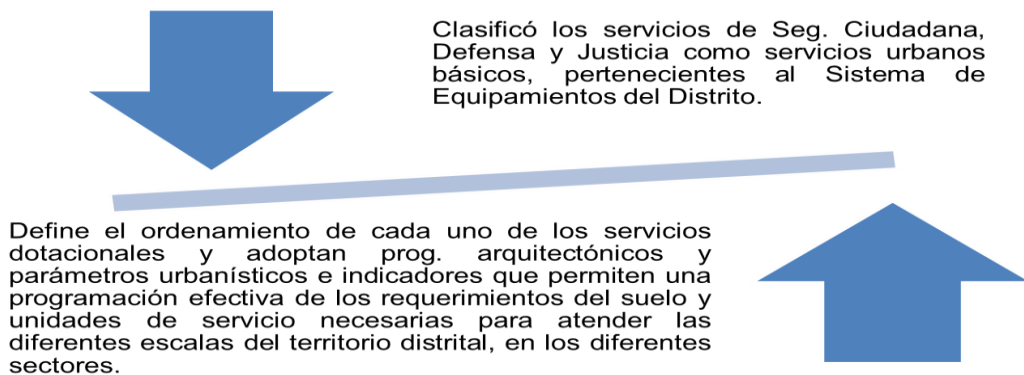 Clasificó los servicios de Seg. Ciudadana,
Defensa y Justicia como servicios urbanos
básicos, pertenecientes al Sistema de
Equipamientos del Distrito.
Define el ordenamiento de cada uno de los servicios
dotacionales y adoptan prog. arquitectónicos y
parámetros urbanísticos e indicadores que permiten una
programación efectiva de los requerimientos del suelo y
unidades de servicio necesarias para atender las
diferentes escalas del territorio distrital, en los diferentes
sectores.